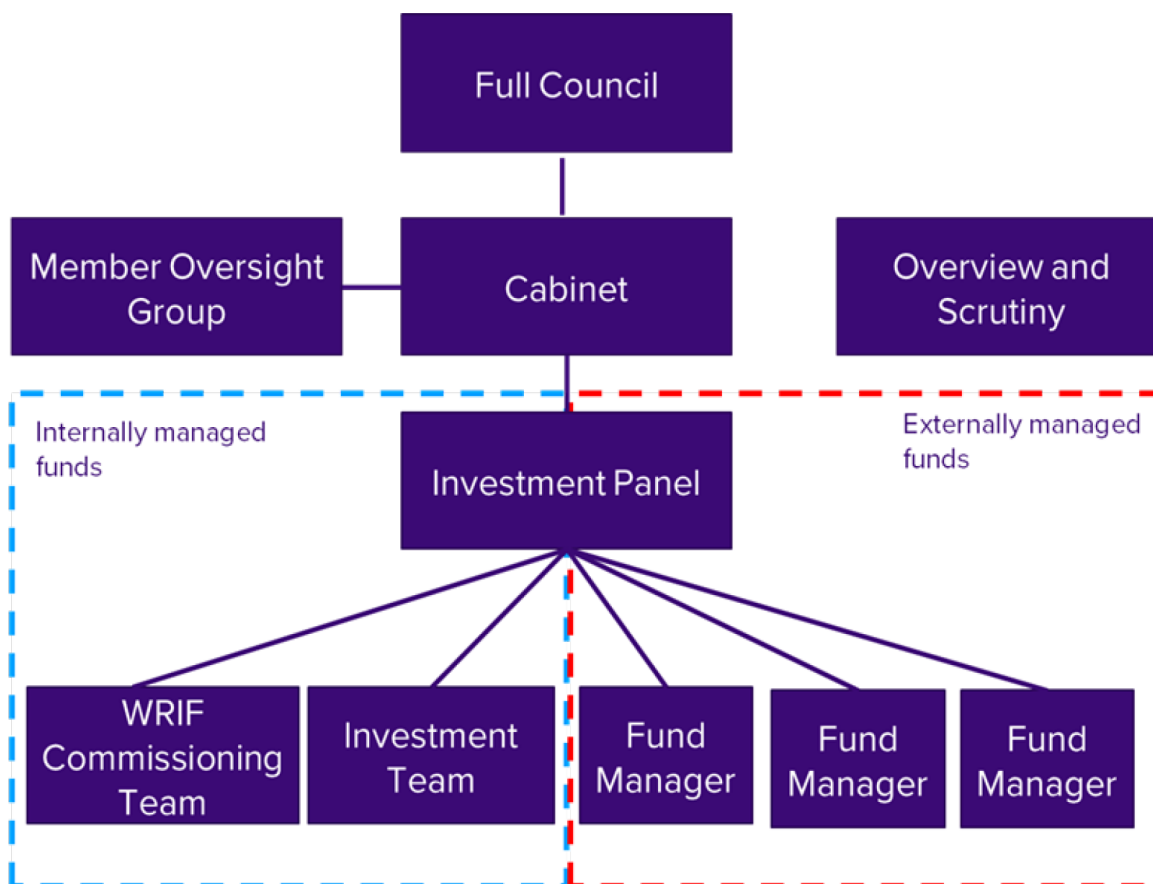 Full Council
Member Oversight
Group
Cabinet
Overview and
Scrutiny
Internally managed
funds
Externally managed
funds
Investment Panel
WRIF
Commissioning
Team
Investment
Team
Fund
Manager
Fund
Manager
Fund
Manager